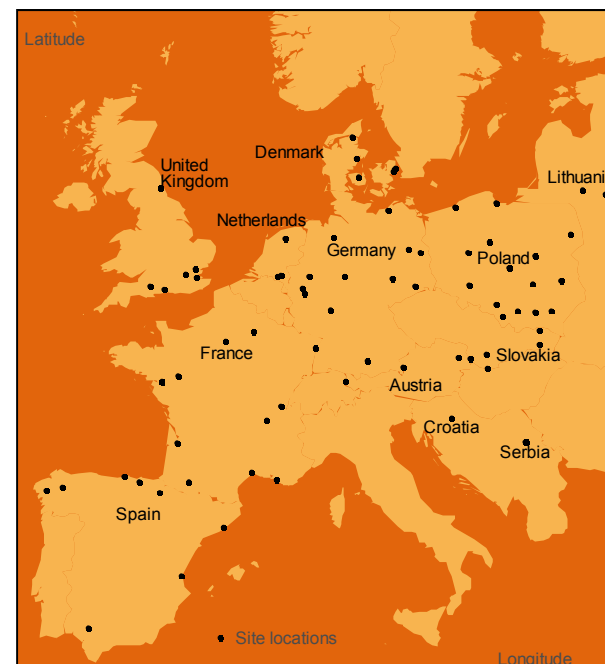 Latitude
Denmark
United
Kingdom
Lithuani
Netherlands
Germany
Poland
France
Slovakia
Austria
Croatia
Serbia
Spain
Site locations
Longitude